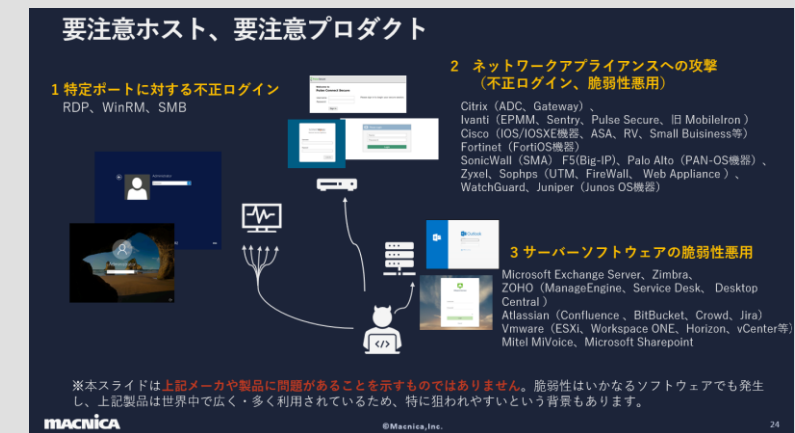 要注意ホスト、要注意プロダクト
1 特定ポートに対する不正ログイン
RDP、WinRM、SMB
2 ネットワークアプライアンスへの攻撃
（不正ログイン、脆弱性悪用）
Citrix（ADC、Gateway）、
Ivanti（EPMM、Sentry、Pulse Secure、旧 MobileIron ）
Cisco（IOS/IOSXE機器、ASA、RV、Small Buisiness等）
Fortinet（FortiOS機器）
SonicWall（SMA） F5(Big-IP)、Palo Alto（PAN-OS機器）、
Zyxel、Sophps（UTM、FireWall、 Web Appliance ）、
WatchGuard、Juniper（Junos OS機器）
Pulse Connect Secure
Administrator
Outlook
3 サーバーソフトウェアの脆弱性悪用
Microsoft Exchange Server、Zimbra、
ZOHO（ManageEngine、Service Desk、 Desktop
Central ）
Atlassian（Confluence 、BitBucket、Crowd、Jira）
Vmware（ESXi、Workspace ONE、Horizon、vCenter等）
Mitel MiVoice、Microsoft Sharepoint
</>
※本スライドは上記メーカや製品に問題があることを示すものではありません。脆弱性はいかなるソフトウェアでも発生
し、上記製品は世界中で広く・多く利用されているため、特に狙われやすいという背景もあります。
MACNICA
©Macnica,Inc.
24